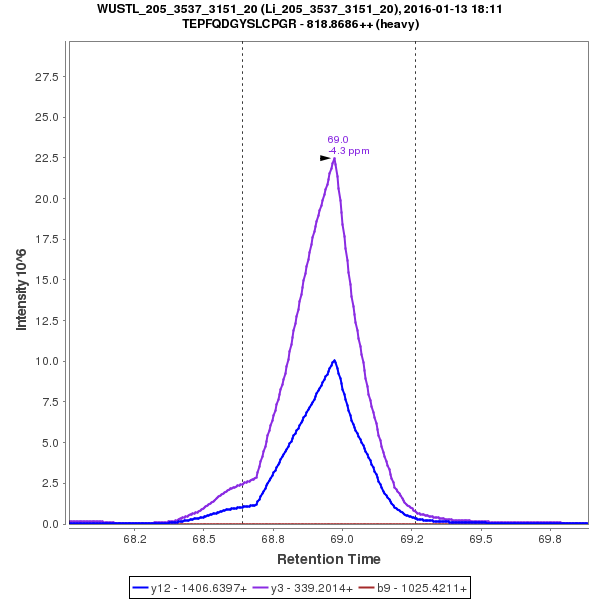 WUSTL_205_3537_3151_20 (Li_205_3537_3151_20), 2016-01-13 18:11
TEPFQDGYSLCPGR - 818.8686++ (heavy)
Intensity 10^6
27.5
25.0
22.5
20.0
17.5
15.0
12.5
10.0
7.5
5.0
2.5
0.0
69.0
-4.3 ppm
68.2
68.5
68.8
69.0
69.2
69.5
69.8
Retention Time
y12 - 1406.6397+
y3 - 339.2014+
b9 - 1025.4211+